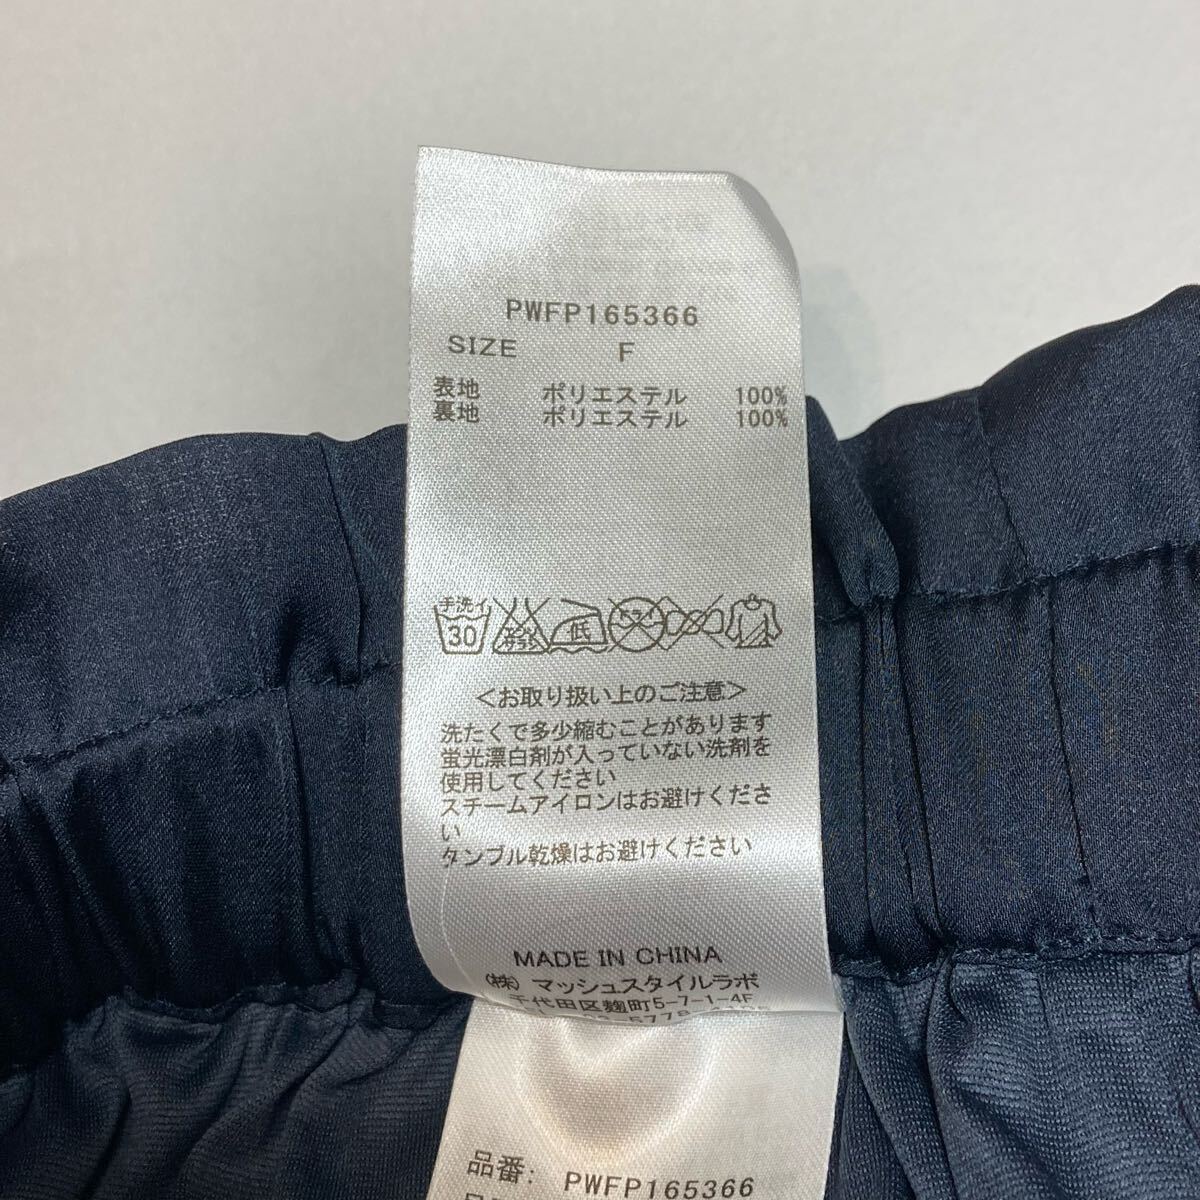 PWFP165366
SIZE F
表地 ポリエステル 100%
裏地 ポリエステル 100%
手洗イ
30
低
<お取り扱い上のご注意>
洗たくで多少縮むことがあります
蛍光漂白剤が入っていない洗剤を
使用してください
スチームアイロンはお避けくださ
い
タンブル乾燥はお避けください
MADE IN CHINA
(株) マッシュスタイルラボ
千代田区麹町5-7-1-4F
品番: PWFP165366